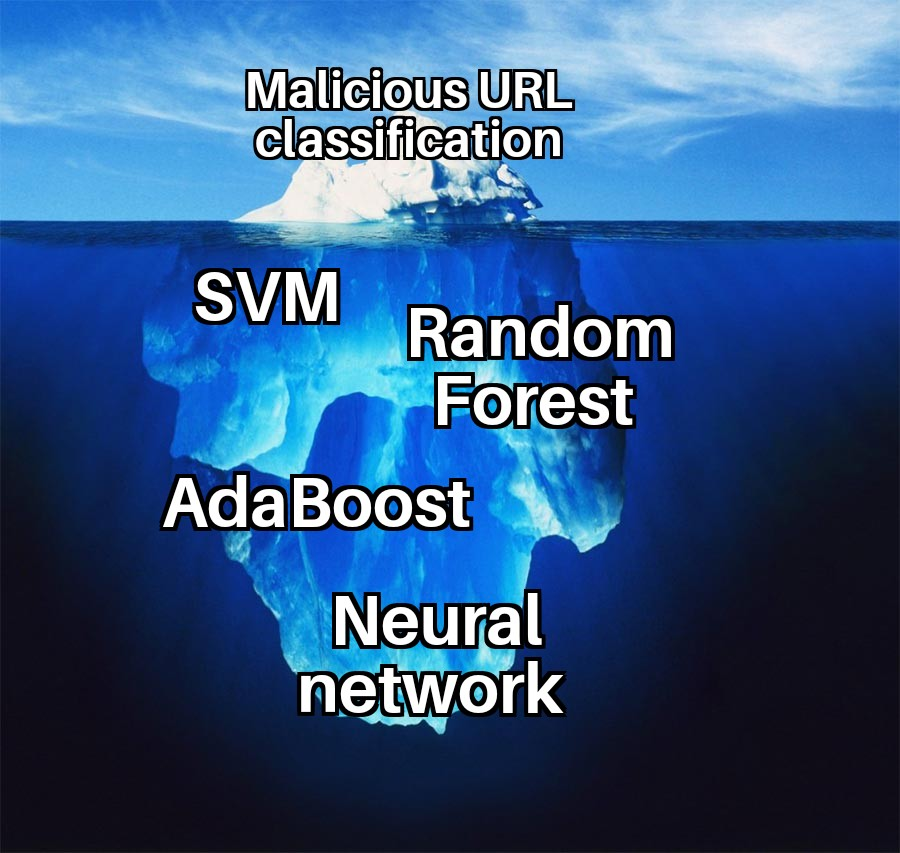 Malicious URL
classification
SVM
Random
Forest
AdaBoost
Neural
network